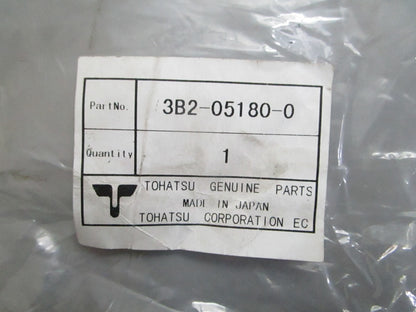 Part No. 3B2-05180-0
Quantity 1
TOHATSU GENUINE PARTS
MADE IN JAPAN
TOHATSU CORPORATION EC